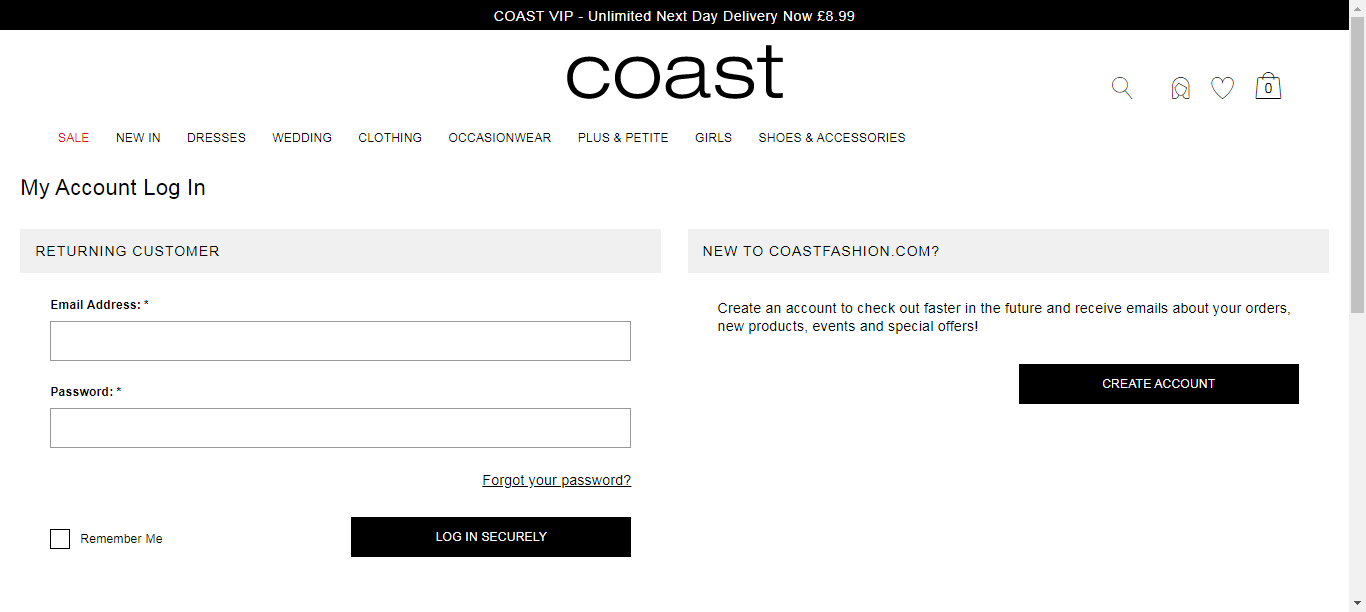 COAST VIP - Unlimited Next Day Delivery Now £8.99
coast
0
SALE NEW IN DRESSES WEDDING CLOTHING OCCASIONWEAR PLUS & PETITE GIRLS SHOES & ACCESSORIES
My Account Log In
RETURNING CUSTOMER
Email Address: *
Password: *
Forgot your password?
Remember Me
LOG IN SECURELY
NEW TO COASTFASHION.COM?
Create an account to check out faster in the future and receive emails about your orders,
new products, events and special offers!
CREATE ACCOUNT